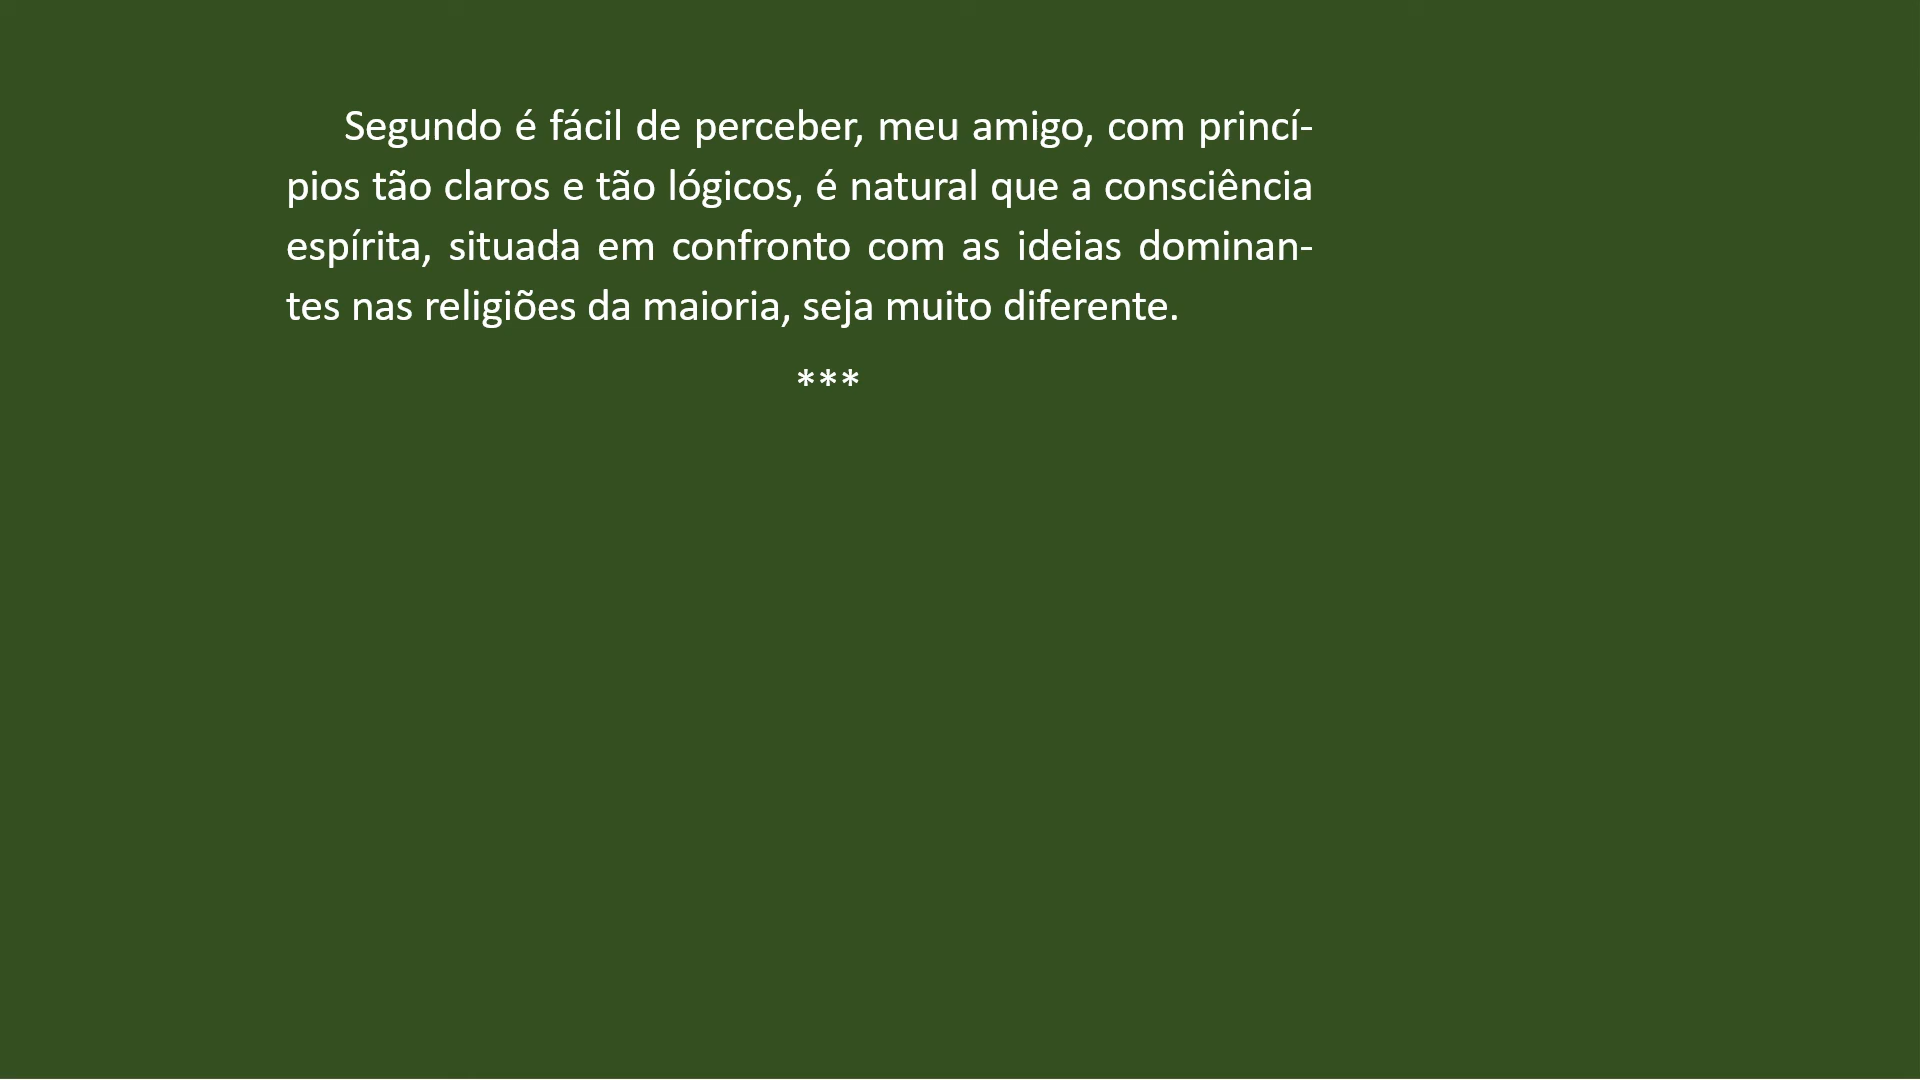 Segundo é fácil de perceber, meu amigo, com princí-
pios tão claros e tão lógicos, é natural que a consciência
espírita, situada em confronto com as ideias dominan-
tes nas religiões da maioria, seja muito diferente.
***